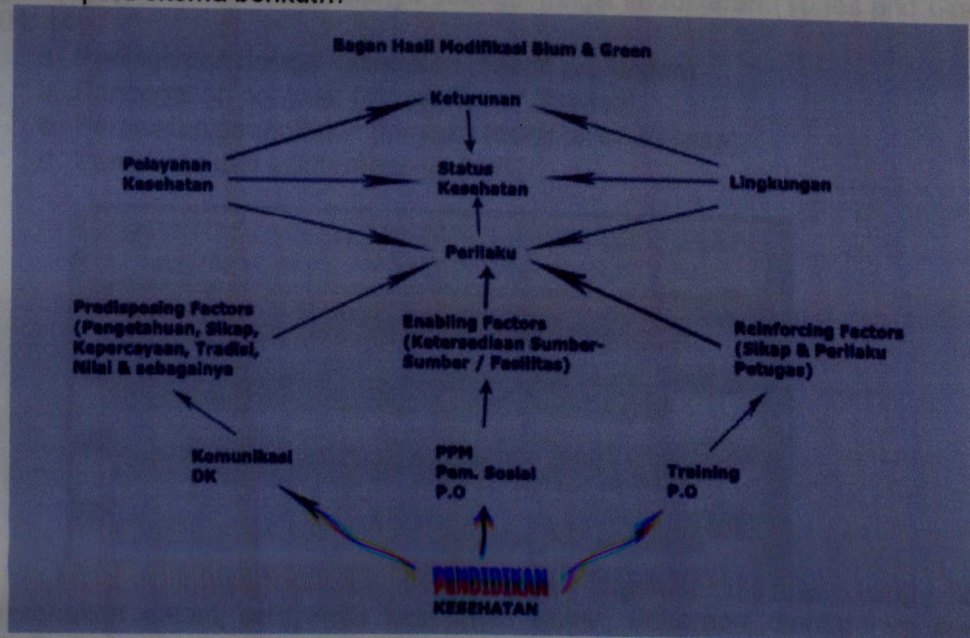 Bagan Hasil Modifikasi Blum & Green
Keturunan
Pelayanan
Kesehatan
Status
Kesehatan
Lingkungan
Perilaku
Predisposing Factors
(Pengetahuan, Sikap,
Kepercayaan, Tradisi,
Nilai & sebagainya
Enabling Factors
(Ketersediaan Sumber-
Sumber / Fasilitas)
Reinforcing Factors
(Sikap & Perilaku
Petugas)
Komunikasi
DK
PPM
Pem. Sosial
P.O
Training
P.O
PENDIDIKAN
KESEHATAN